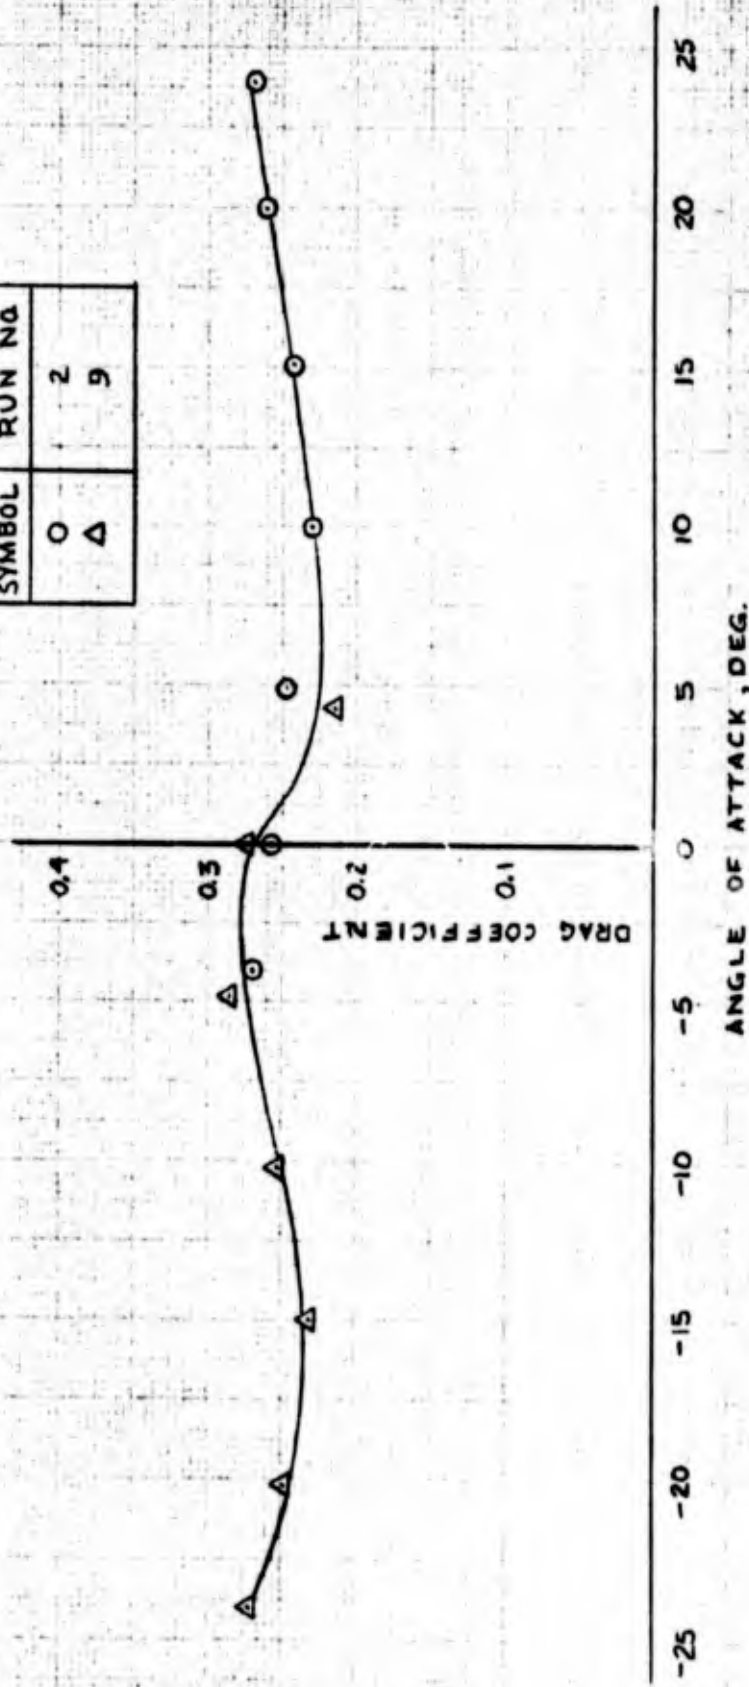 SYMBOL RUN NO
O 2
Δ 9
0.4
0.3
0.2
0.1
DRAG COEFFICIENT
-25 -20 -15 -10 -5 0 5 10 15 20 25
ANGLE OF ATTACK, DEG.